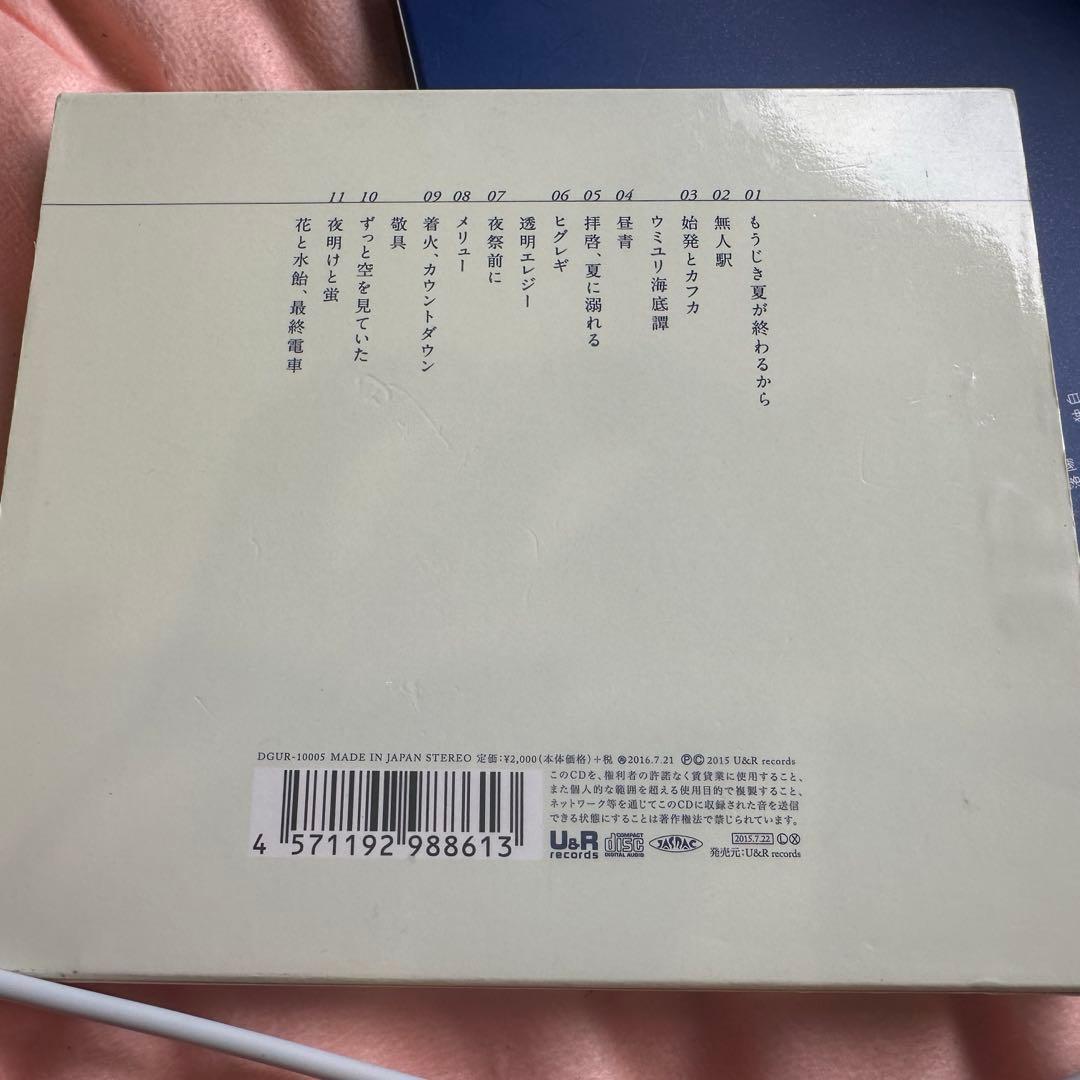 01 もうじき夏が終わるから
02 無人駅
03 始発とカフカ
ウミユリ海底譚
04 昼青
05 拝啓、夏に溺れる
06 ヒグレギ
透明エレジー
07 夜祭前に
08 メリュー
09 着火、カウントダウン
敬具
10 ずっと空を見ていた
11 夜明けと蛍
花と水飴、最終電車
DGUR-10005 MADE IN JAPAN STEREO 定価:¥2,000(本体価格)+税 Ⓡ2016.7.21 ⓅⒸ 2015 U&R records
このCDを、権利者の許諾なく賃貸業に使用すること、
また個人的な範囲を超える使用目的で複製すること、
ネットワーク等を通じてこのCDに収録された音を送信
できる状態にすることは著作権法で禁じられています。
4 571192 988613
U&R records
COMPACT disc DIGITAL AUDIO
JASRAC
2015.7.22 Ⓛ Ⓧ
発売元:U&R records
独白